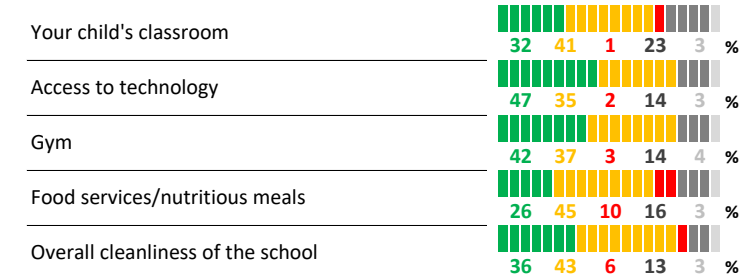 Your child's classroom
32 41 1 23 3 %
Access to technology
47 35 2 14 3 %
Gym
42 37 3 14 4 %
Food services/nutritious meals
26 45 10 16 3 %
Overall cleanliness of the school
36 43 6 13 3 %